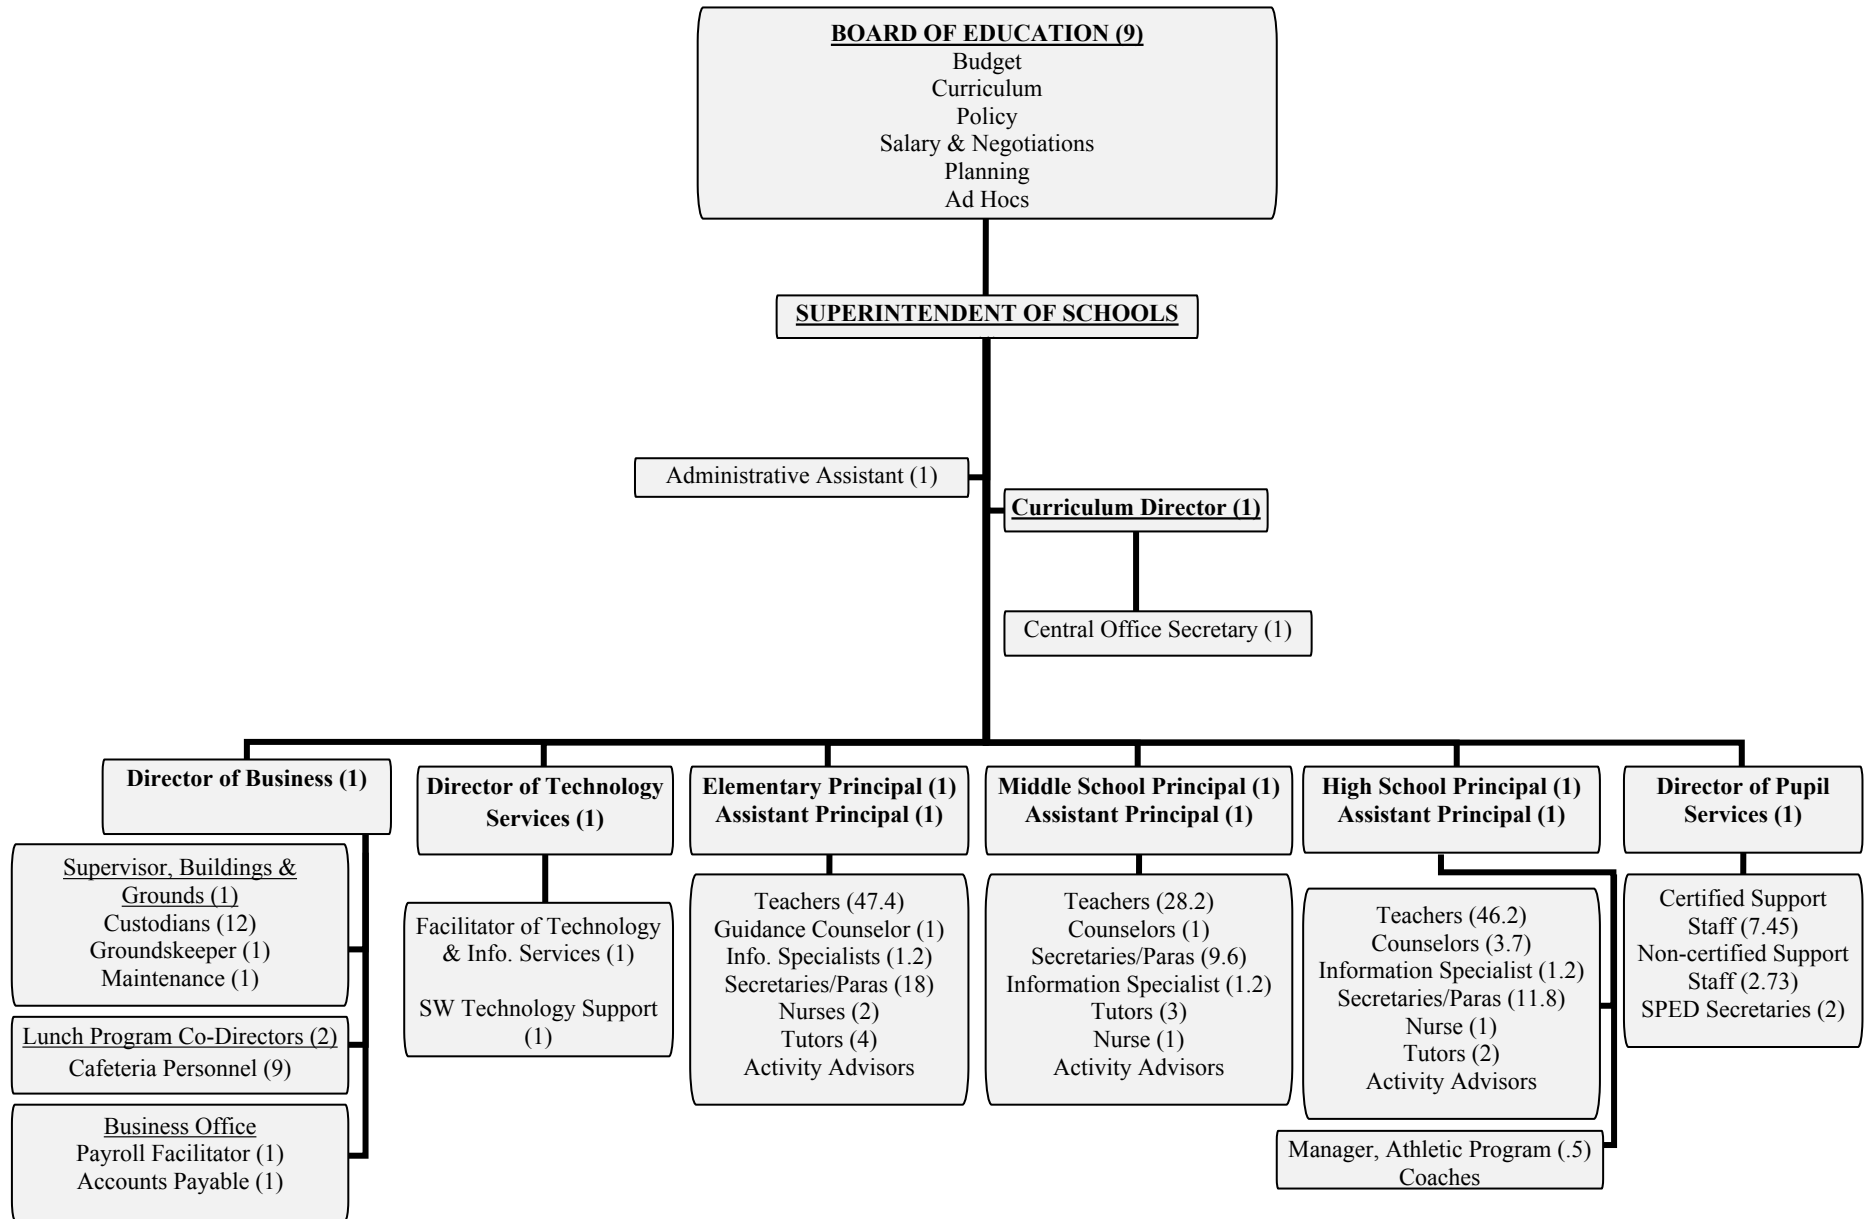 BOARD OF EDUCATION (9)
Budget
Curriculum
Policy
Salary & Negotiations
Planning
Ad Hocs
SUPERINTENDENT OF SCHOOLS
Administrative Assistant (1)
Curriculum Director (1)
Central Office Secretary (1)
Director of Business (1)
Supervisor, Buildings &
Grounds (1)
Custodians (12)
Groundskeeper (1)
Maintenance (1)
Lunch Program Co-Directors (2)
Cafeteria Personnel (9)
Business Office
Payroll Facilitator (1)
Accounts Payable (1)
Director of Technology
Services (1)
Facilitator of Technology
& Info. Services (1)
SW Technology Support
(1)
Elementary Principal (1)
Assistant Principal (1)
Teachers (47.4)
Guidance Counselor (1)
Info. Specialists (1.2)
Secretaries/Paras (18)
Nurses (2)
Tutors (4)
Activity Advisors
Middle School Principal (1)
Assistant Principal (1)
Teachers (28.2)
Counselors (1)
Secretaries/Paras (9.6)
Information Specialist (1.2)
Tutors (3)
Nurse (1)
Activity Advisors
High School Principal (1)
Assistant Principal (1)
Teachers (46.2)
Counselors (3.7)
Information Specialist (1.2)
Secretaries/Paras (11.8)
Nurse (1)
Tutors (2)
Activity Advisors
Manager, Athletic Program (.5)
Coaches
Director of Pupil
Services (1)
Certified Support
Staff (7.45)
Non-certified Support
Staff (2.73)
SPED Secretaries (2)